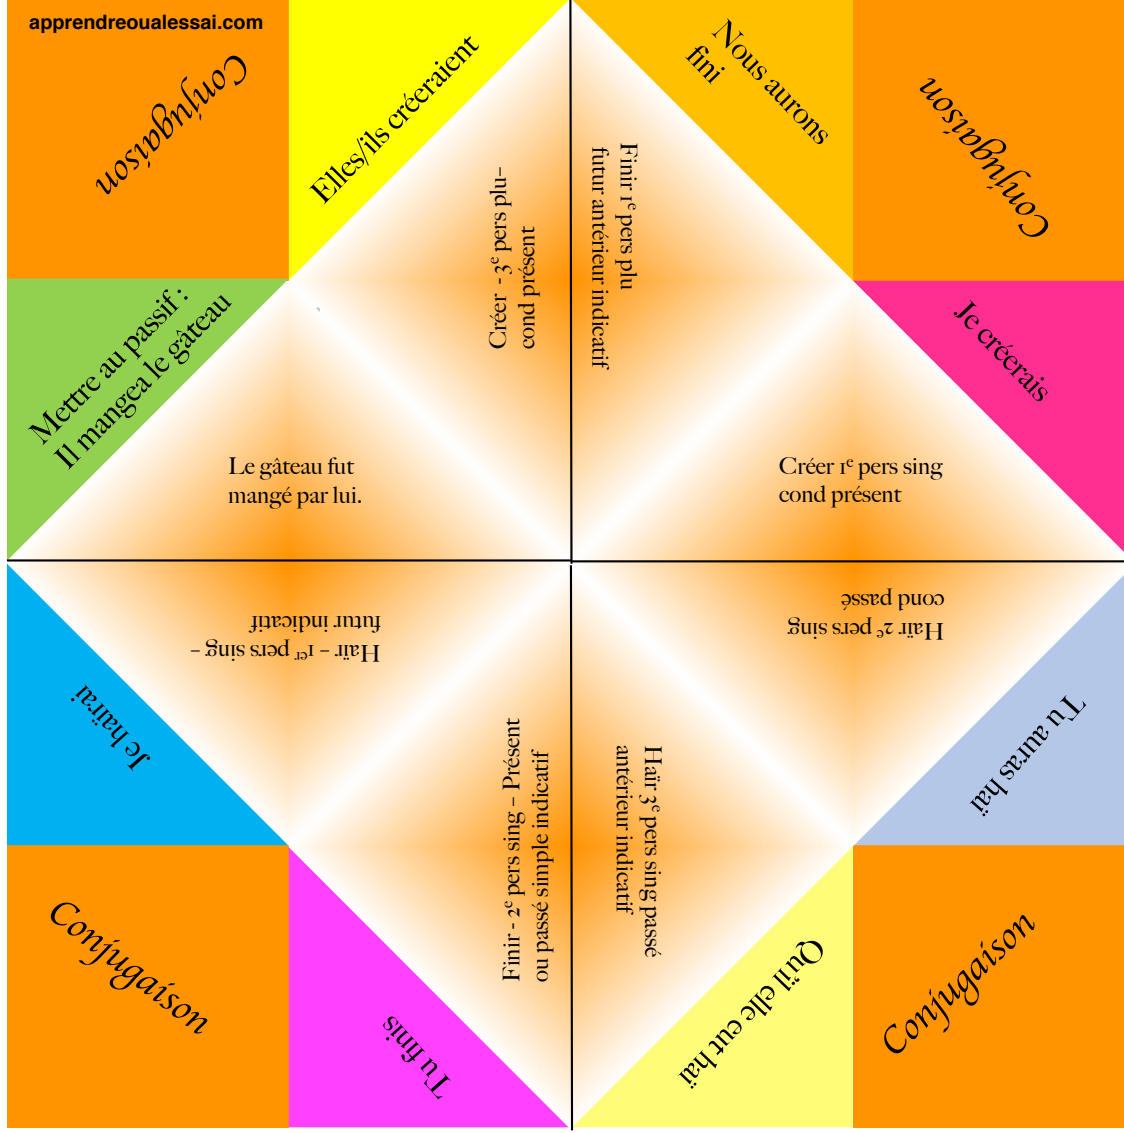 apprendreoualessai.com
Conjugaison
Elles/ils créeraient
Nous aurons
fini
Conjugaison
Mettre au passif :
Il mangea le gâteau
Créer - 3e pers plu–
cond présent
Finir 1e pers plu
futur antérieur indicatif
Je créerais
Le gâteau fut
mangé par lui.
Créer 1e pers sing
cond présent
Haïr – 1er pers sing –
futur indicatif
Haïr 2e pers sing
cond passé
Je haïrai
Finir - 2e pers sing – Présent
ou passé simple indicatif
Haïr 3e pers sing passé
antérieur indicatif
Tu auras haï
Conjugaison
Tu finis
Qu'il elle eut haï
Conjugaison